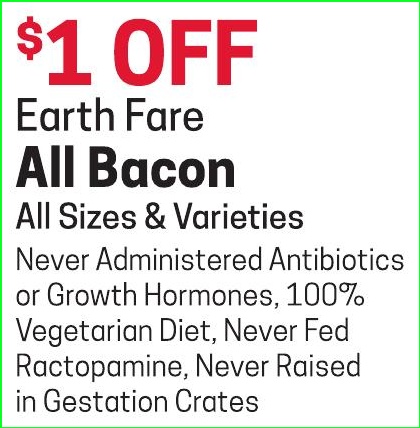 $1 OFF
Earth Fare
All Bacon
All Sizes & Varieties
Never Administered Antibiotics
or Growth Hormones, 100%
Vegetarian Diet, Never Fed
Ractopamine, Never Raised
in Gestation Crates